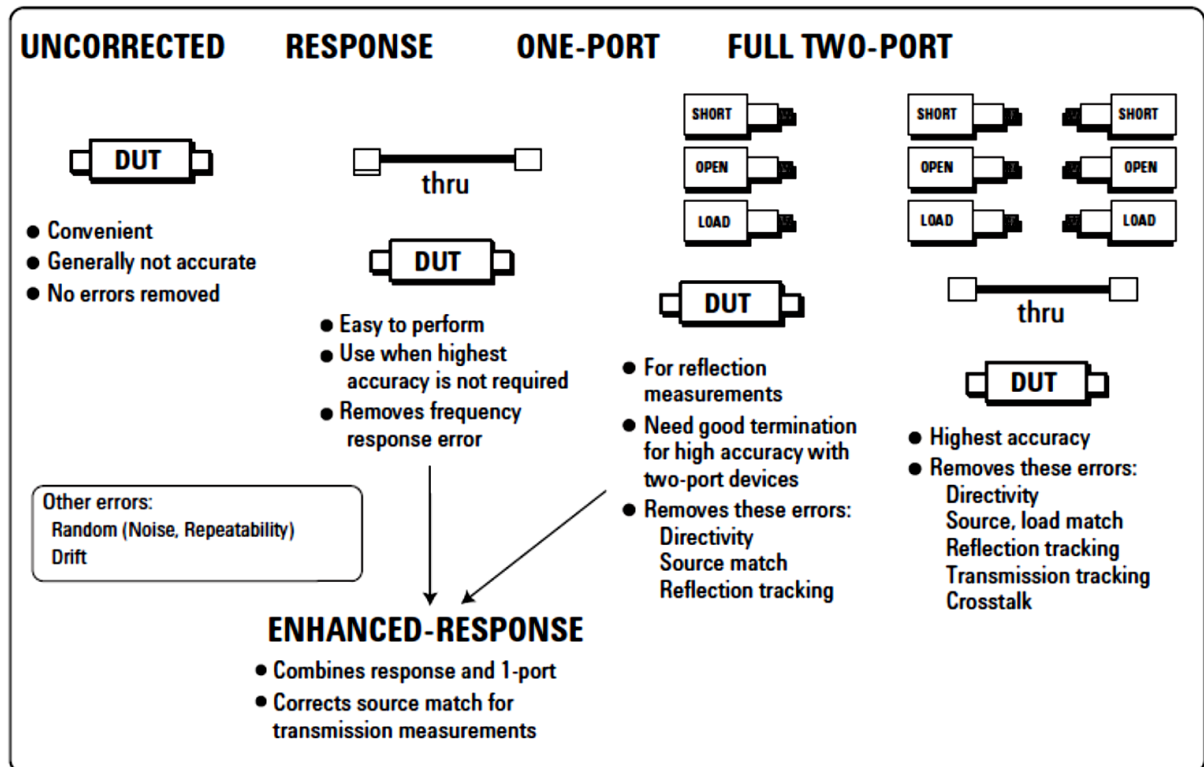 UNCORRECTED RESPONSE ONE-PORT FULL TWO-PORT
DUT
● Convenient
● Generally not accurate
● No errors removed
thru
DUT
● Easy to perform
● Use when highest
accuracy is not required
● Removes frequency
response error
SHORT
OPEN
LOAD
DUT
● For reflection
measurements
● Need good termination
for high accuracy with
two-port devices
● Removes these errors:
Directivity
Source match
Reflection tracking
SHORT SHORT
OPEN OPEN
LOAD LOAD
thru
DUT
● Highest accuracy
● Removes these errors:
Directivity
Source, load match
Reflection tracking
Transmission tracking
Crosstalk
Other errors:
Random (Noise, Repeatability)
Drift
ENHANCED-RESPONSE
● Combines response and 1-port
● Corrects source match for
transmission measurements